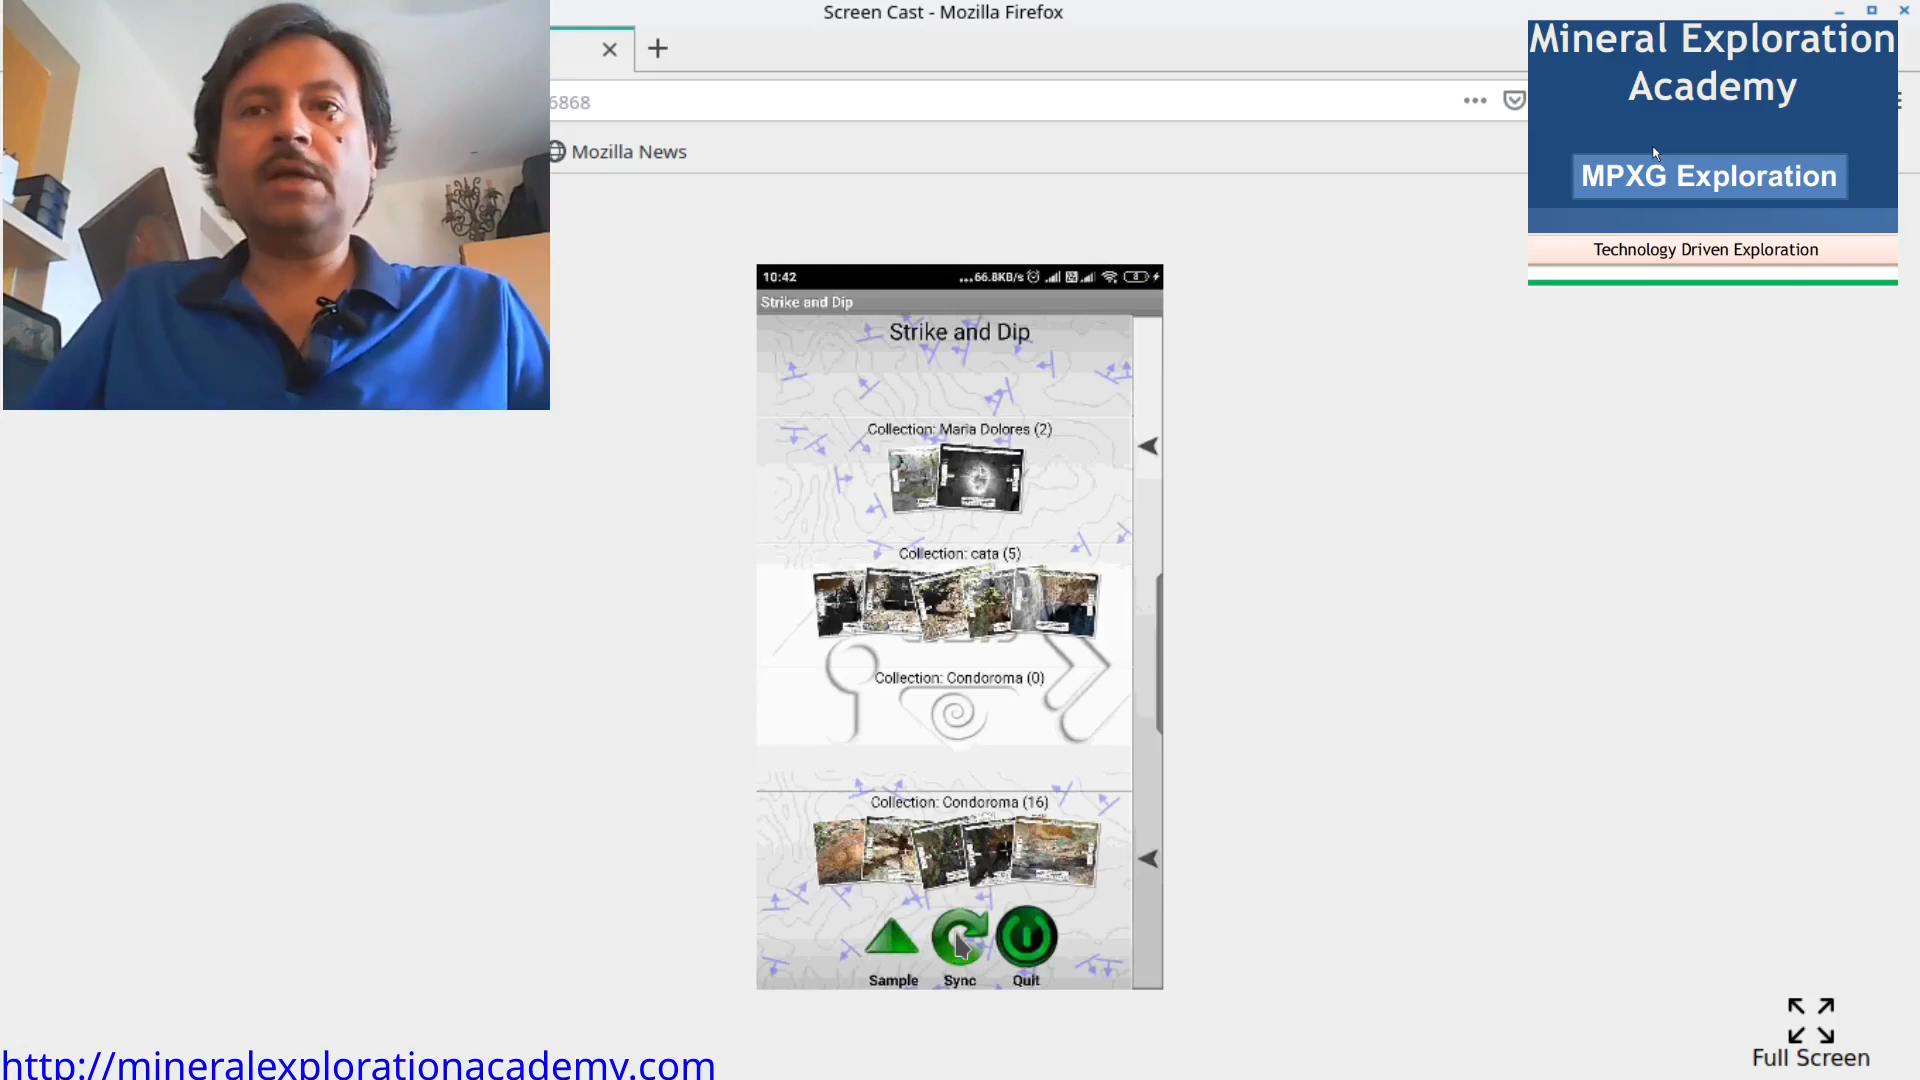 Screen Cast - Mozilla Firefox
Mineral Exploration
Academy
6868
Mozilla News
MPXG Exploration
Technology Driven Exploration
10:42
...66.8KB/s
Strike and Dip
Strike and Dip
Collection: Maria Dolores (2)
Collection: cata (5)
Collection: Condoroma (0)
Collection: Condoroma (16)
Sample Sync Quit
Full Screen
http://mineralexplorationacademy.com